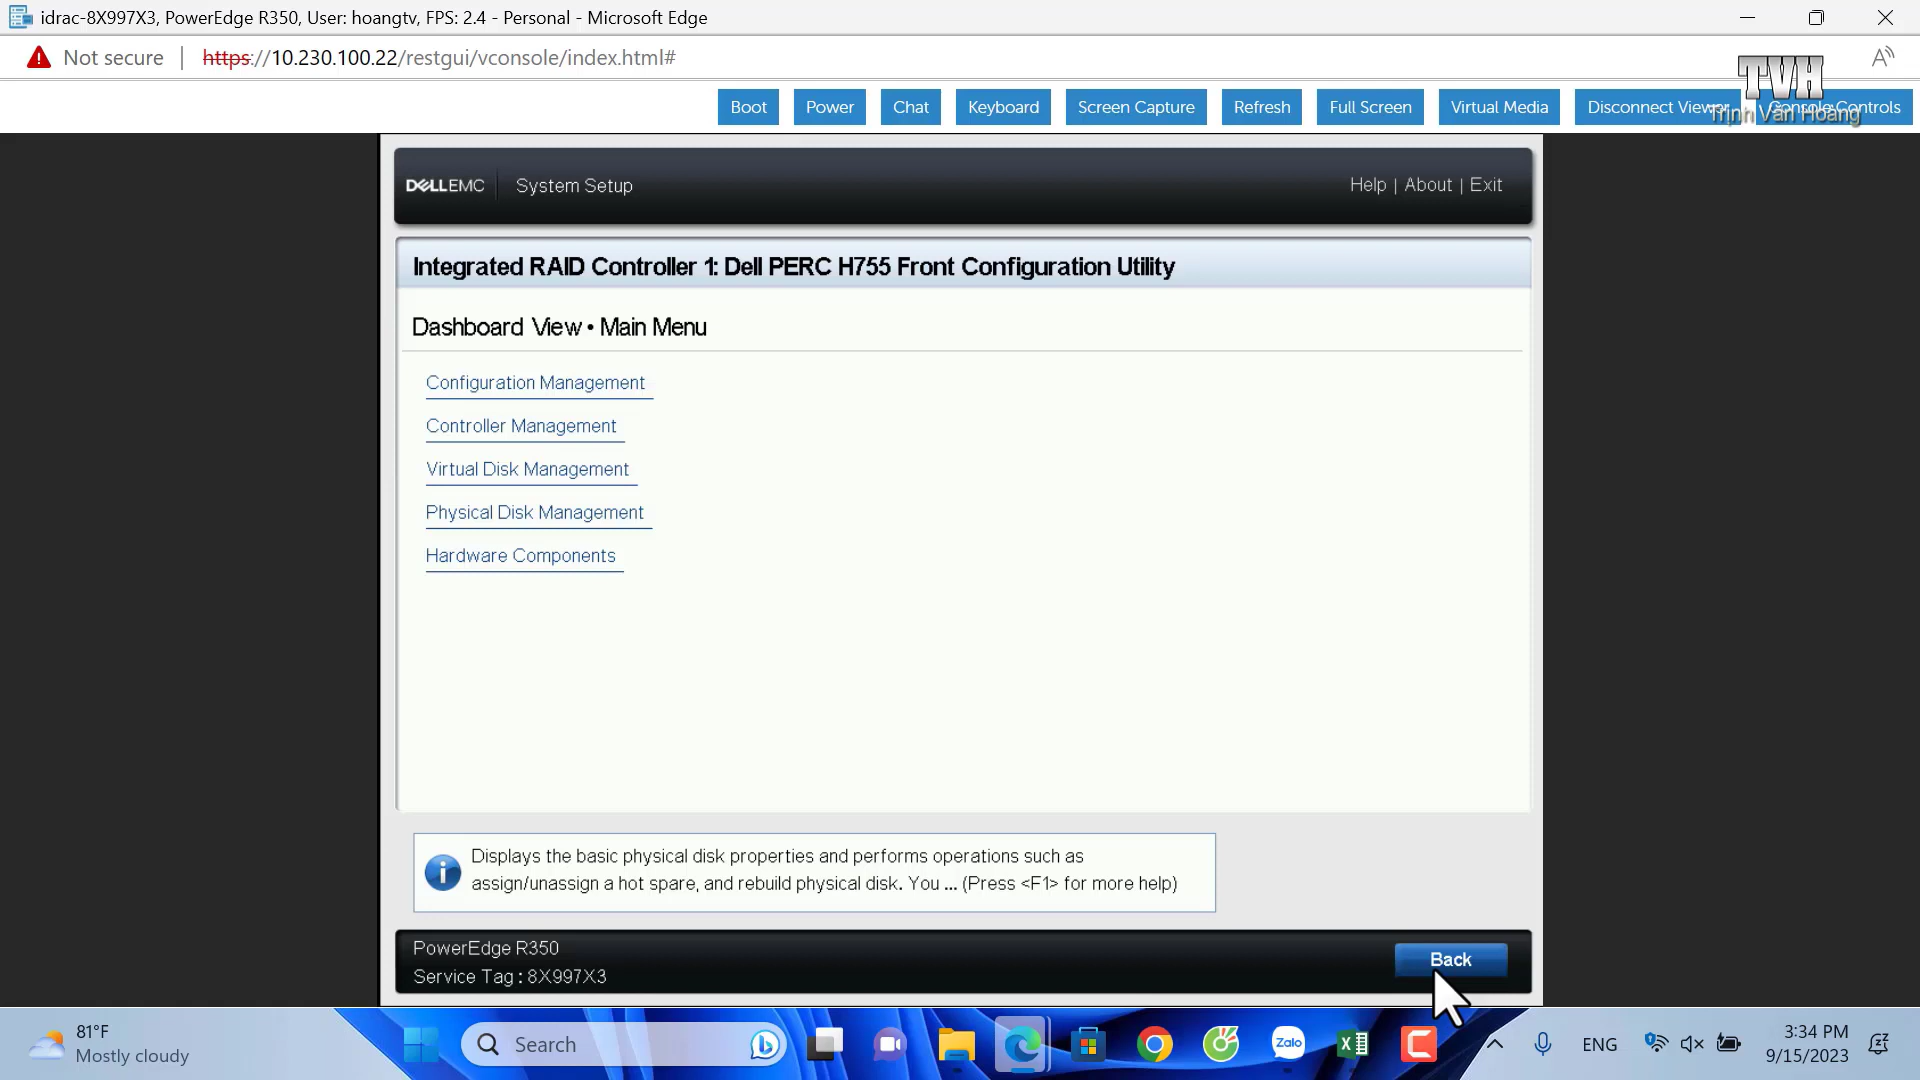 idrac-8X997X3, PowerEdge R350, User: hoangtv, FPS: 2.4 - Personal - Microsoft Edge
Not secure
https://10.230.100.22/restgui/vconsole/index.html#
TVH
Trịnh Văn Hoàng
Boot
Power
Chat
Keyboard
Screen Capture
Refresh
Full Screen
Virtual Media
Disconnect Viewer
Console Controls
DELLEMC
System Setup
Help | About | Exit
Integrated RAID Controller 1: Dell PERC H755 Front Configuration Utility
Dashboard View • Main Menu
Configuration Management
Controller Management
Virtual Disk Management
Physical Disk Management
Hardware Components
Displays the basic physical disk properties and performs operations such as
assign/unassign a hot spare, and rebuild physical disk. You ... (Press <F1> for more help)
PowerEdge R350
Service Tag : 8X997X3
Back
81°F
Mostly cloudy
Search
Zalo
ENG
3:34 PM
9/15/2023